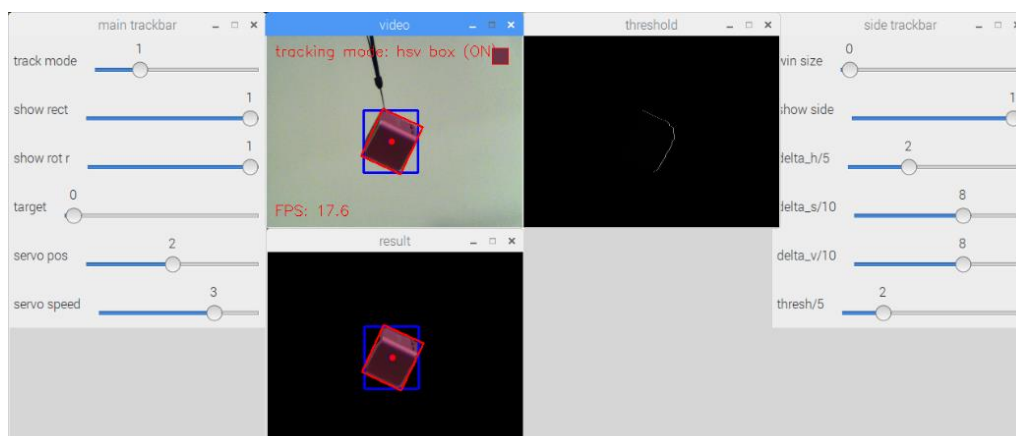 main trackbar
track mode 1
show rect 1
show rot r 1
target 0
servo pos 2
servo speed 3
video
tracking mode: hsv box (ON)
FPS: 17.6
result
threshold
side trackbar
win size 0
show side 1
delta_h/5 2
delta_s/10 8
delta_v/10 8
thresh/5 2